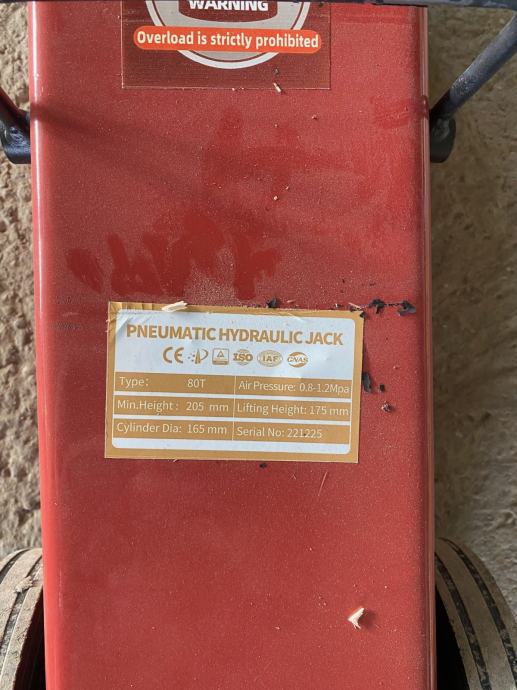 WARNING
Overload is strictly prohibited
PNEUMATIC HYDRAULIC JACK
CE ISO IAF CNAS
Type: 80T Air Pressure: 0.8-1.2Mpa
Min.Height : 205 mm Lifting Height: 175 mm
Cylinder Dia: 165 mm Serial No: 221225